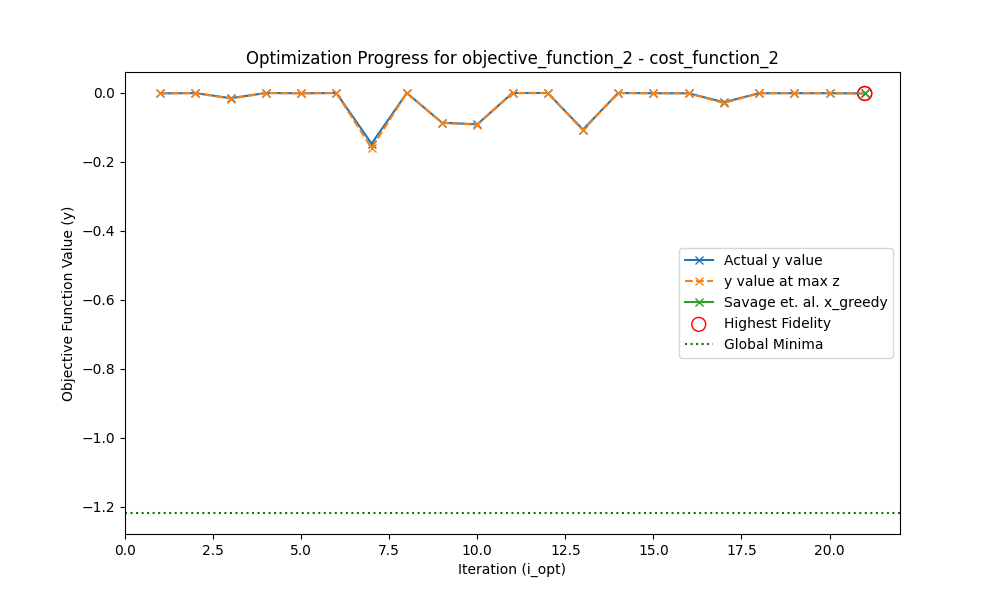 Optimization Progress for objective_function_2 - cost_function_2
Objective Function Value (y)
0.0
−0.2
−0.4
−0.6
−0.8
−1.0
−1.2
Actual y value
y value at max z
Savage et. al. x_greedy
Highest Fidelity
Global Minima
0.0 2.5 5.0 7.5 10.0 12.5 15.0 17.5 20.0
Iteration (i_opt)